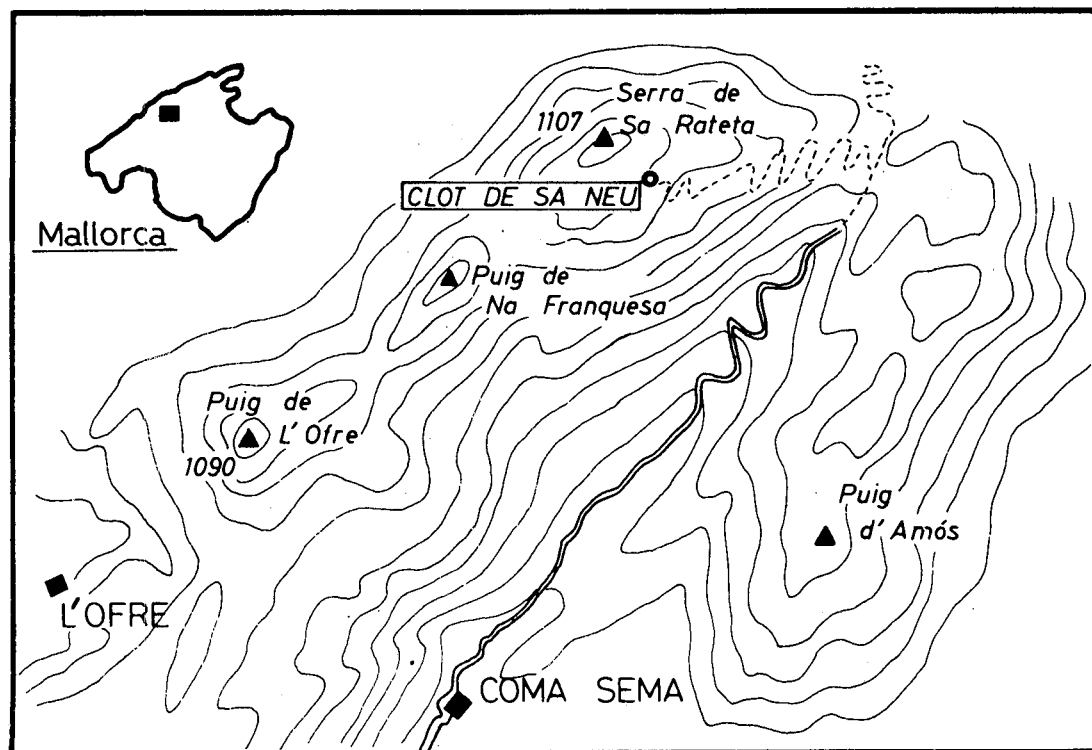 Mallorca
1107
Serra de
Sa Rateta
CLOT DE SA NEU
Puig de
Na Franquesa
Puig de
L'Ofre
1090
Puig
d'Amós
L'OFRE
COMA SEMA